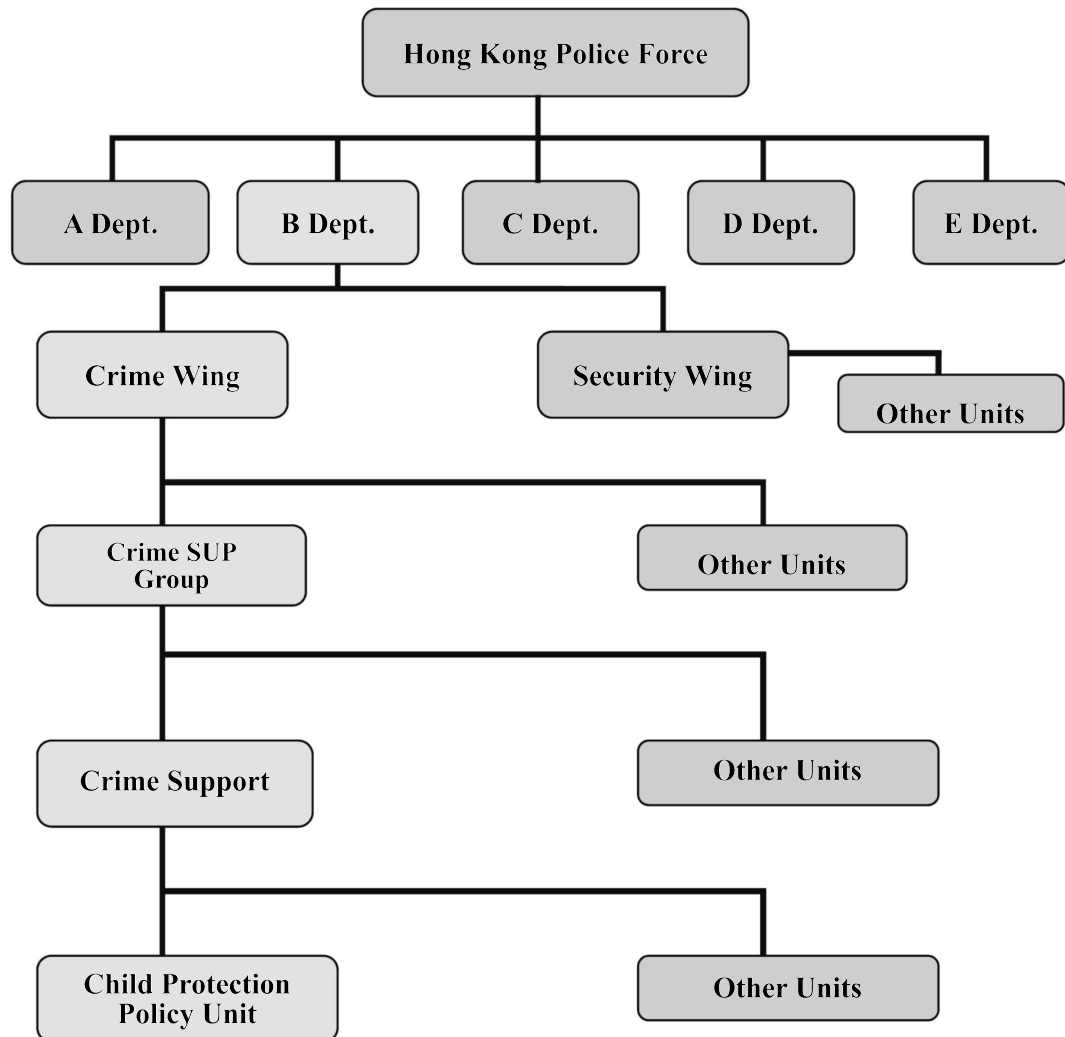 Hong Kong Police Force
A Dept.
B Dept.
C Dept.
D Dept.
E Dept.
Crime Wing
Security Wing
Other Units
Crime SUP
Group
Other Units
Crime Support
Other Units
Child Protection
Policy Unit
Other Units